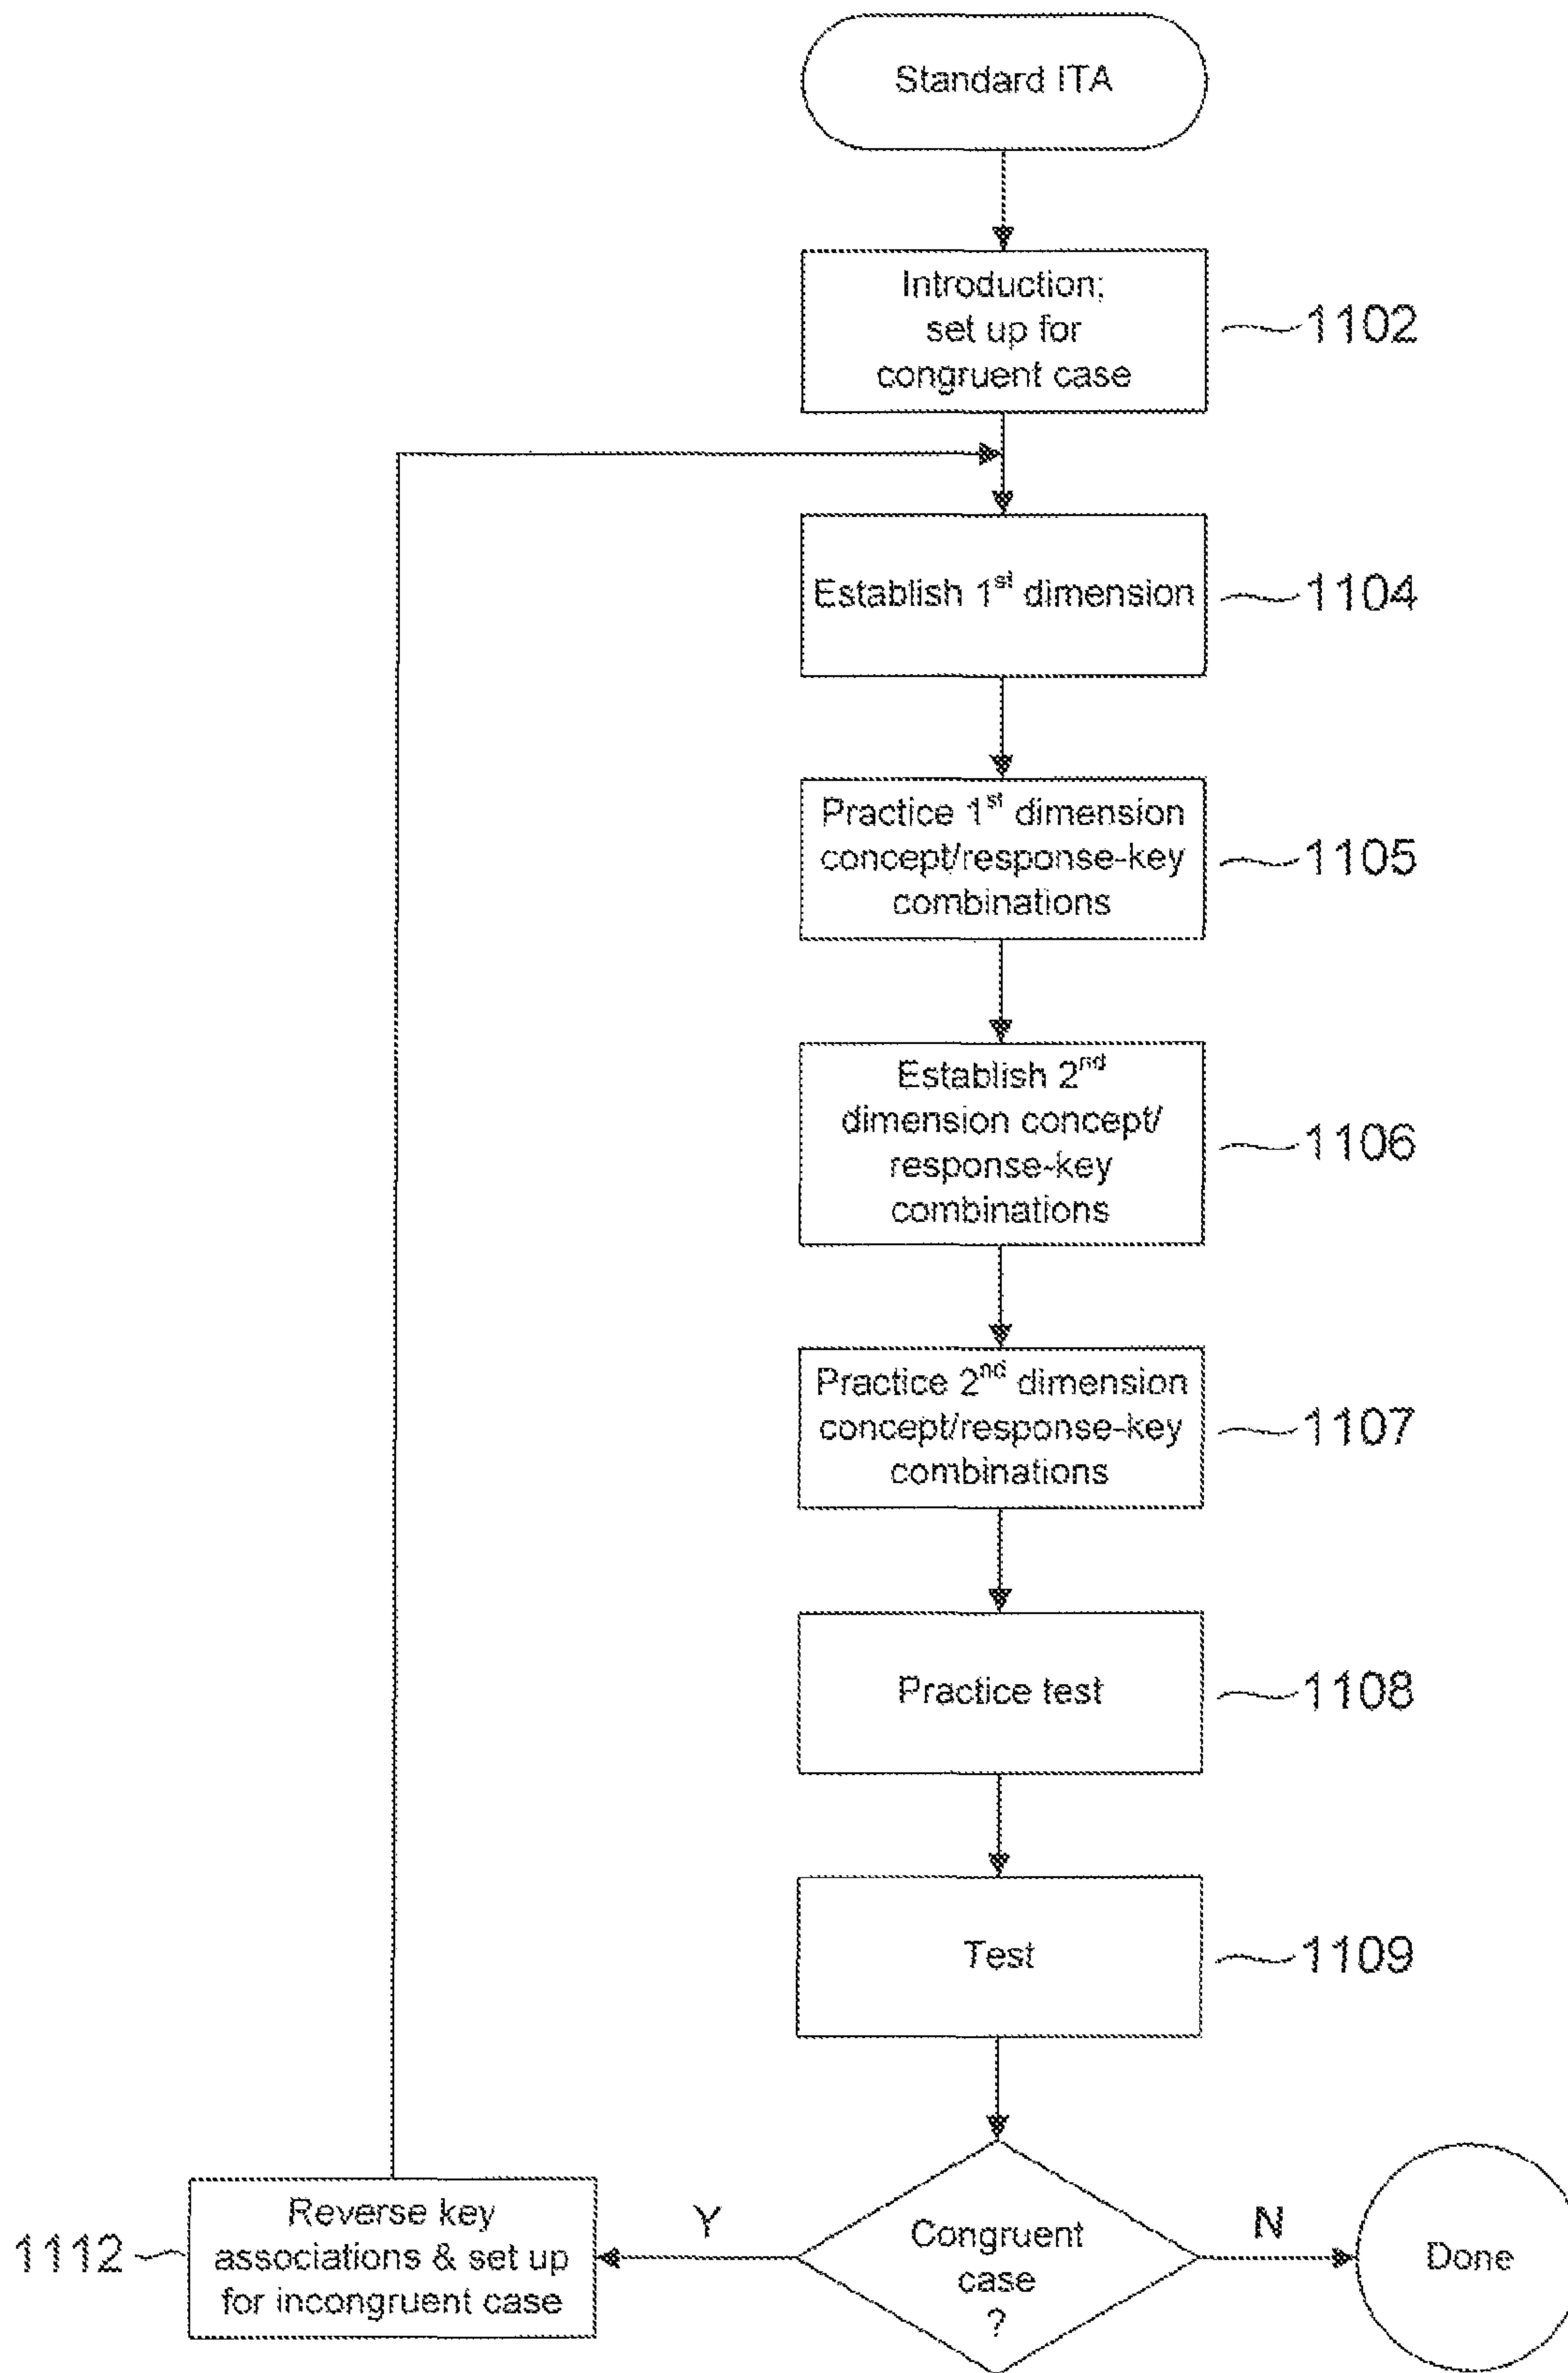 Standard ITA
Introduction;
set up for
congruent case
1102
Establish 1st dimension
1104
Practice 1st dimension
concept/response-key
combinations
1105
Establish 2nd
dimension concept/
response-key
combinations
1106
Practice 2nd dimension
concept/response-key
combinations
1107
Practice test
1108
Test
1109
Congruent
case
?
Y
N
Done
Reverse key
associations & set up
for incongruent case
1112